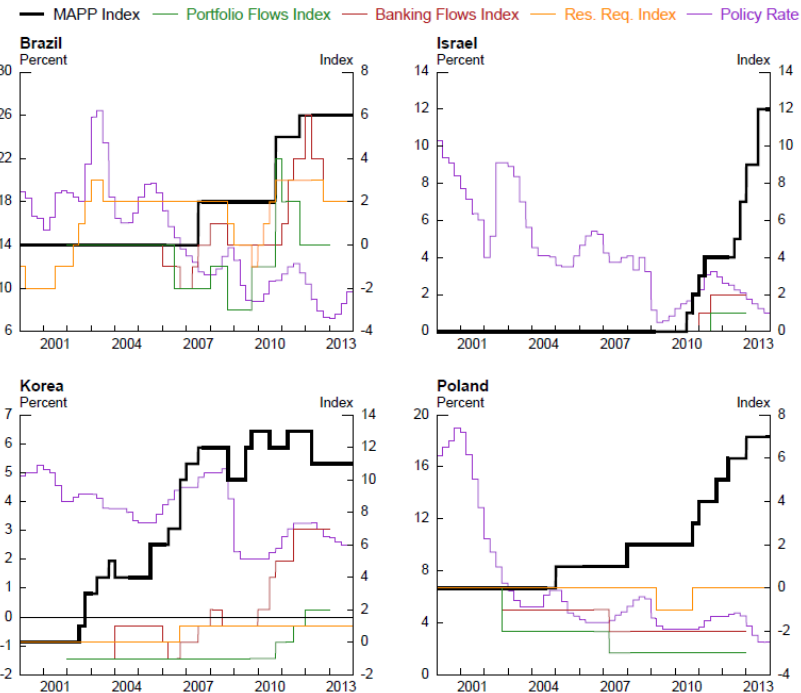 MAPP Index Portfolio Flows Index Banking Flows Index Res. Req. Index Policy Rate
Brazil
Percent Index
30 8
26 6
22 4
18 2
14 0
10 -2
6 -4
2001 2004 2007 2010 2013
Israel
Percent Index
14 14
12 12
10 10
8 8
6 6
4 4
2 2
0 0
2001 2004 2007 2010 2013
Korea
Percent Index
7 14
6 12
5 10
4 8
3 6
2 4
1 2
0 0
-1 -2
-2
2001 2004 2007 2010 2013
Poland
Percent Index
20 8
16 6
12 4
8 2
4 0
0 -2
-4
2001 2004 2007 2010 2013